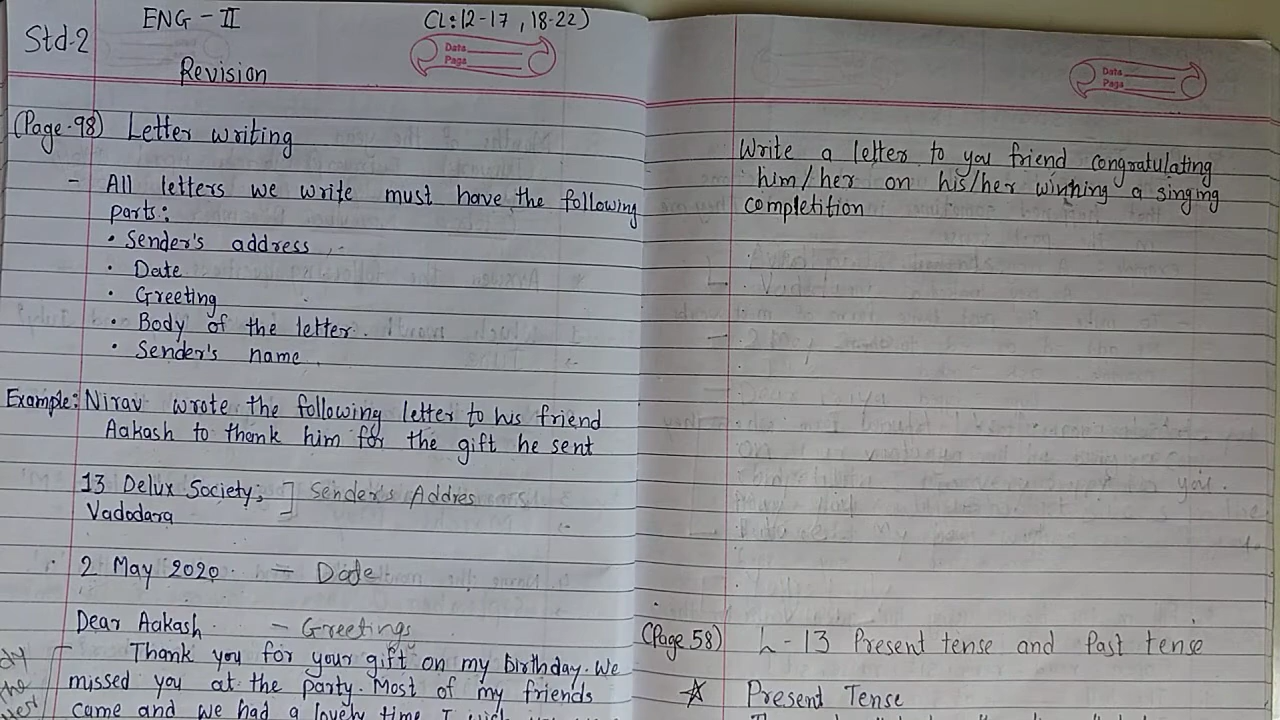 Std-2
ENG - II
CL: 12-17, 18-22)
Date
Page
Revision
(Page-98) Letter writing
- All letters we write must have the following
parts:
• Sender's address
• Date
• Greeting
• Body of the letter.
• Sender's name
Example: Nirav wrote the following letter to his friend
Aakash to thank him for the gift he sent
13 Delux Society, ] Sender's Addres
Vadodara
2 May 2020 = Date
Dear Aakash - Greetings
Thank you for your gift on my birthday. We
missed you at the party. Most of my friends
came and we had a lovely time I wish
Date
Page
Write a letter to you friend congratulating
him/her on his/her winning a singing
completition
(Page 58) L-13 Present tense and Past tense
☆ Present Tense